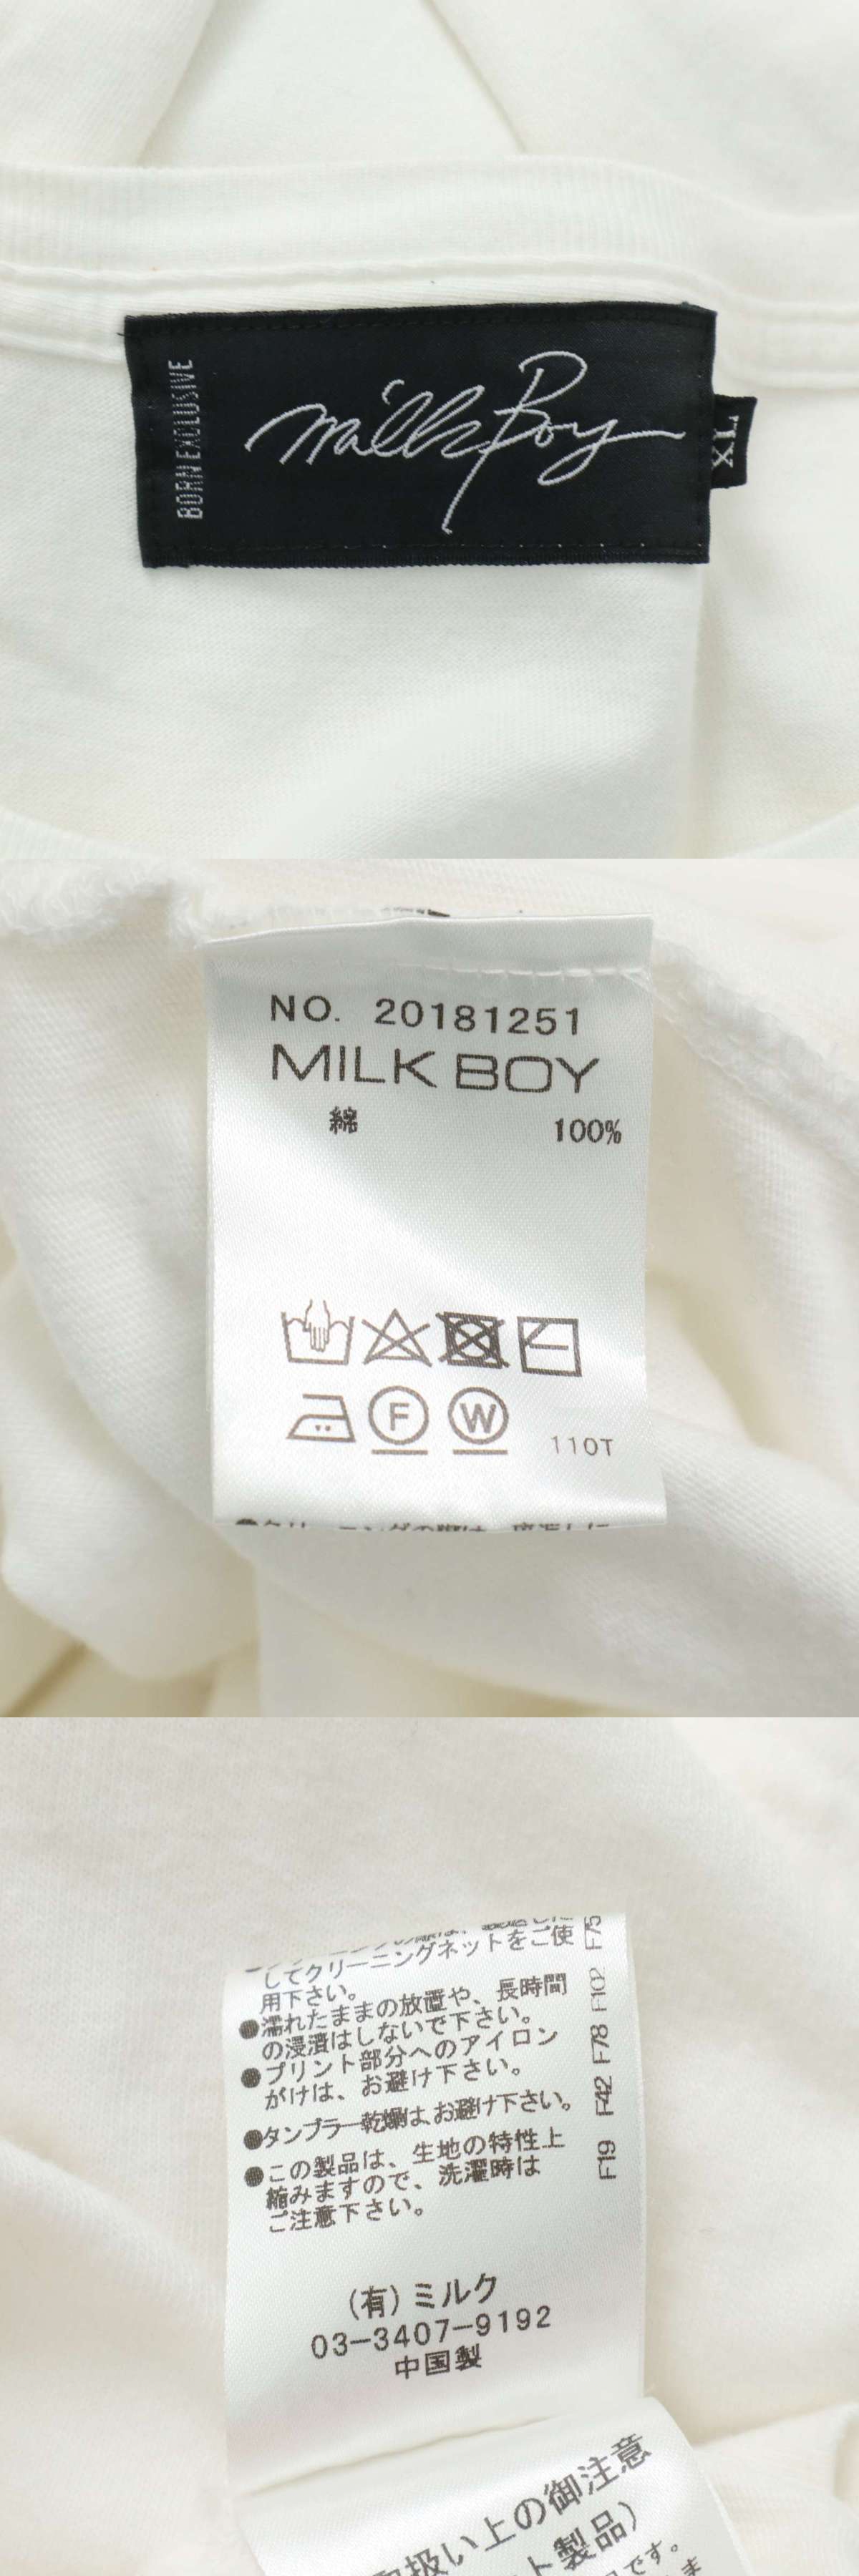 BORN EXCLUSIVE
milkBoy
XL
NO. 20181251
MILK BOY
綿 100%
F
W
110T
してクリーニングネットをご使
用下さい。
●濡れたままの放置や、長時間
の浸漬はしないで下さい。
●プリント部分へのアイロン
がけは、お避け下さい。
●タンブラー乾燥は、お避け下さい。
●この製品は、生地の特性上
縮みますので、洗濯時は
ご注意下さい。
F19 F42 F78 F102 F75
(有)ミルク
03-3407-9192
中国製
取扱い上の御注意
ト製品)
です。